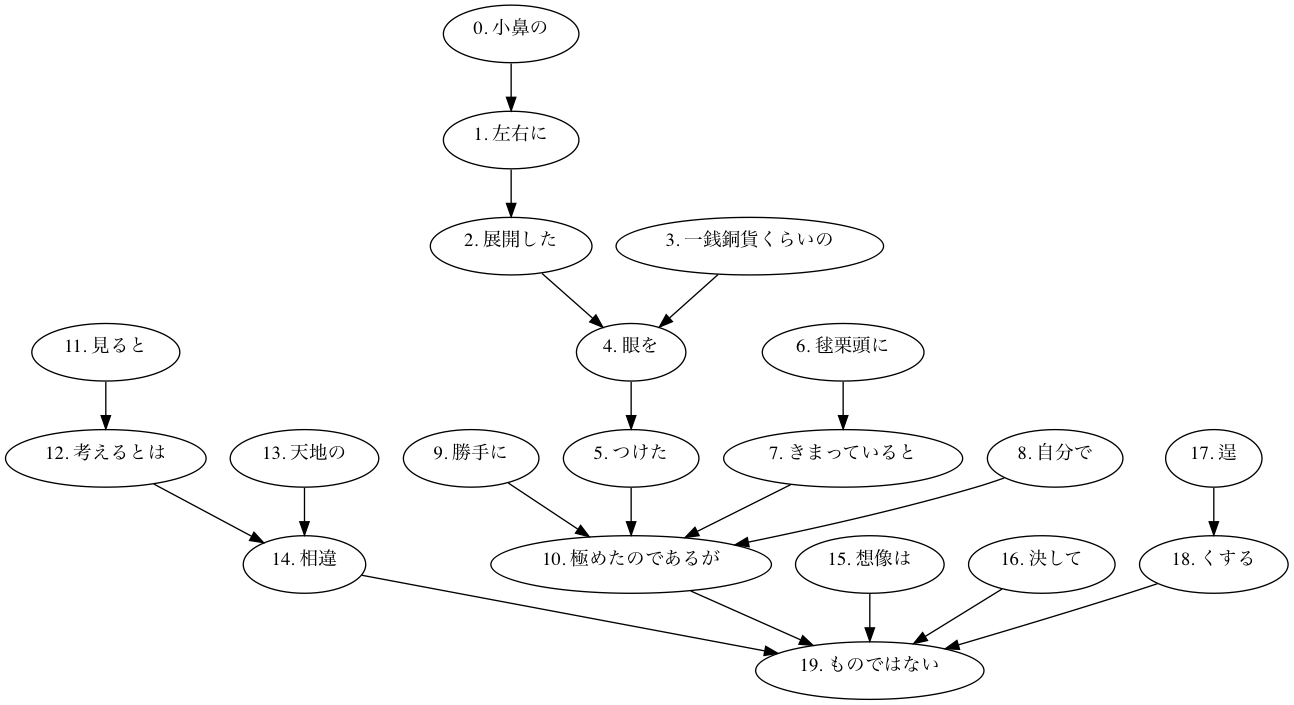 0. 小鼻の
1. 左右に
2. 展開した
3. 一銭銅貨くらいの
11. 見ると
4. 眼を
6. 毬栗頭に
12. 考えるとは
13. 天地の
9. 勝手に
5. つけた
7. きまっていると
8. 自分で
17. 逞
14. 相違
10. 極めたのであるが
15. 想像は
16. 決して
18. くする
19. ものではない